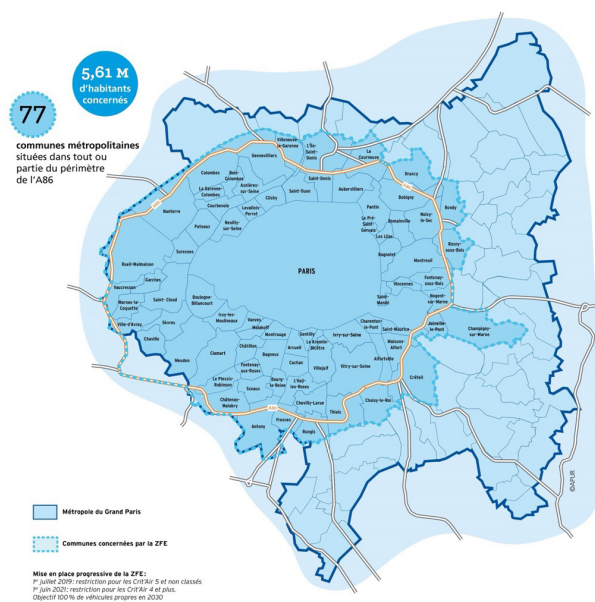 5,61 M
d'habitants
concernés
77
communes métropolitaines
situées dans tout ou
partie du périmètre
de l'A86
Villeneuve
la-Garenne
L'Île
Saint-
Denis
La
Courneuve
Gennevilliers
Saint-Denis
Drancy
A86
Colombes
Bois-
Colombes
Asnières-
sur-Seine
Saint-Ouen
Aubervilliers
Bobigny
La Garenne-
Colombes
Clichy
Bondy
Courbevoie
Levallois-
Perret
Pantin
Noisy-
le-Sec
A86
Nanterre
Le Pré-
Saint-
Gervais
Romainville
Puteaux
Neuilly-
sur-Seine
Les Lilas
Rosny-
sous-Bois
Suresnes
Bagnolet
Montreuil
Rueil-Malmaison
PARIS
Garches
Vincennes
Fontenay-
sous-Bois
Vaucresson
Marnes-la-
Coquette
Saint-Cloud
Boulogne-
Billancourt
Saint-
Mandé
Nogent-
sur-Marne
Ville-d'Avray
Sèvres
Issy-les-
Moulineaux
Vanves
Malakoff
Charenton-
le-Pont
Saint-Maurice
Joinville-
le-Pont
Champigny-
sur-Marne
Chaville
Montrouge
Gentilly
Ivry-sur-Seine
Maisons-
Alfort
Meudon
Clamart
Châtillon
Bagneux
Arcueil
Le Kremlin-
Bicêtre
Alfortville
Fontenay-
aux-Roses
Cachan
Villejuif
Vitry-sur-Seine
Créteil
Le Plessis-
Robinson
Sceaux
Bourg-
la-Reine
L'Haÿ-
les-Roses
Châtenay-
Malabry
Chevilly-Larue
Thiais
Choisy-le-Roi
A86
Antony
Fresnes
Rungis
©APUR
Métropole du Grand Paris
Communes concernées par la ZFE
Mise en place progressive de la ZFE :
1er juillet 2019 : restriction pour les Crit'Air 5 et non classés
1er juin 2021 : restriction pour les Crit'Air 4 et plus.
Objectif 100 % de véhicules propres en 2030